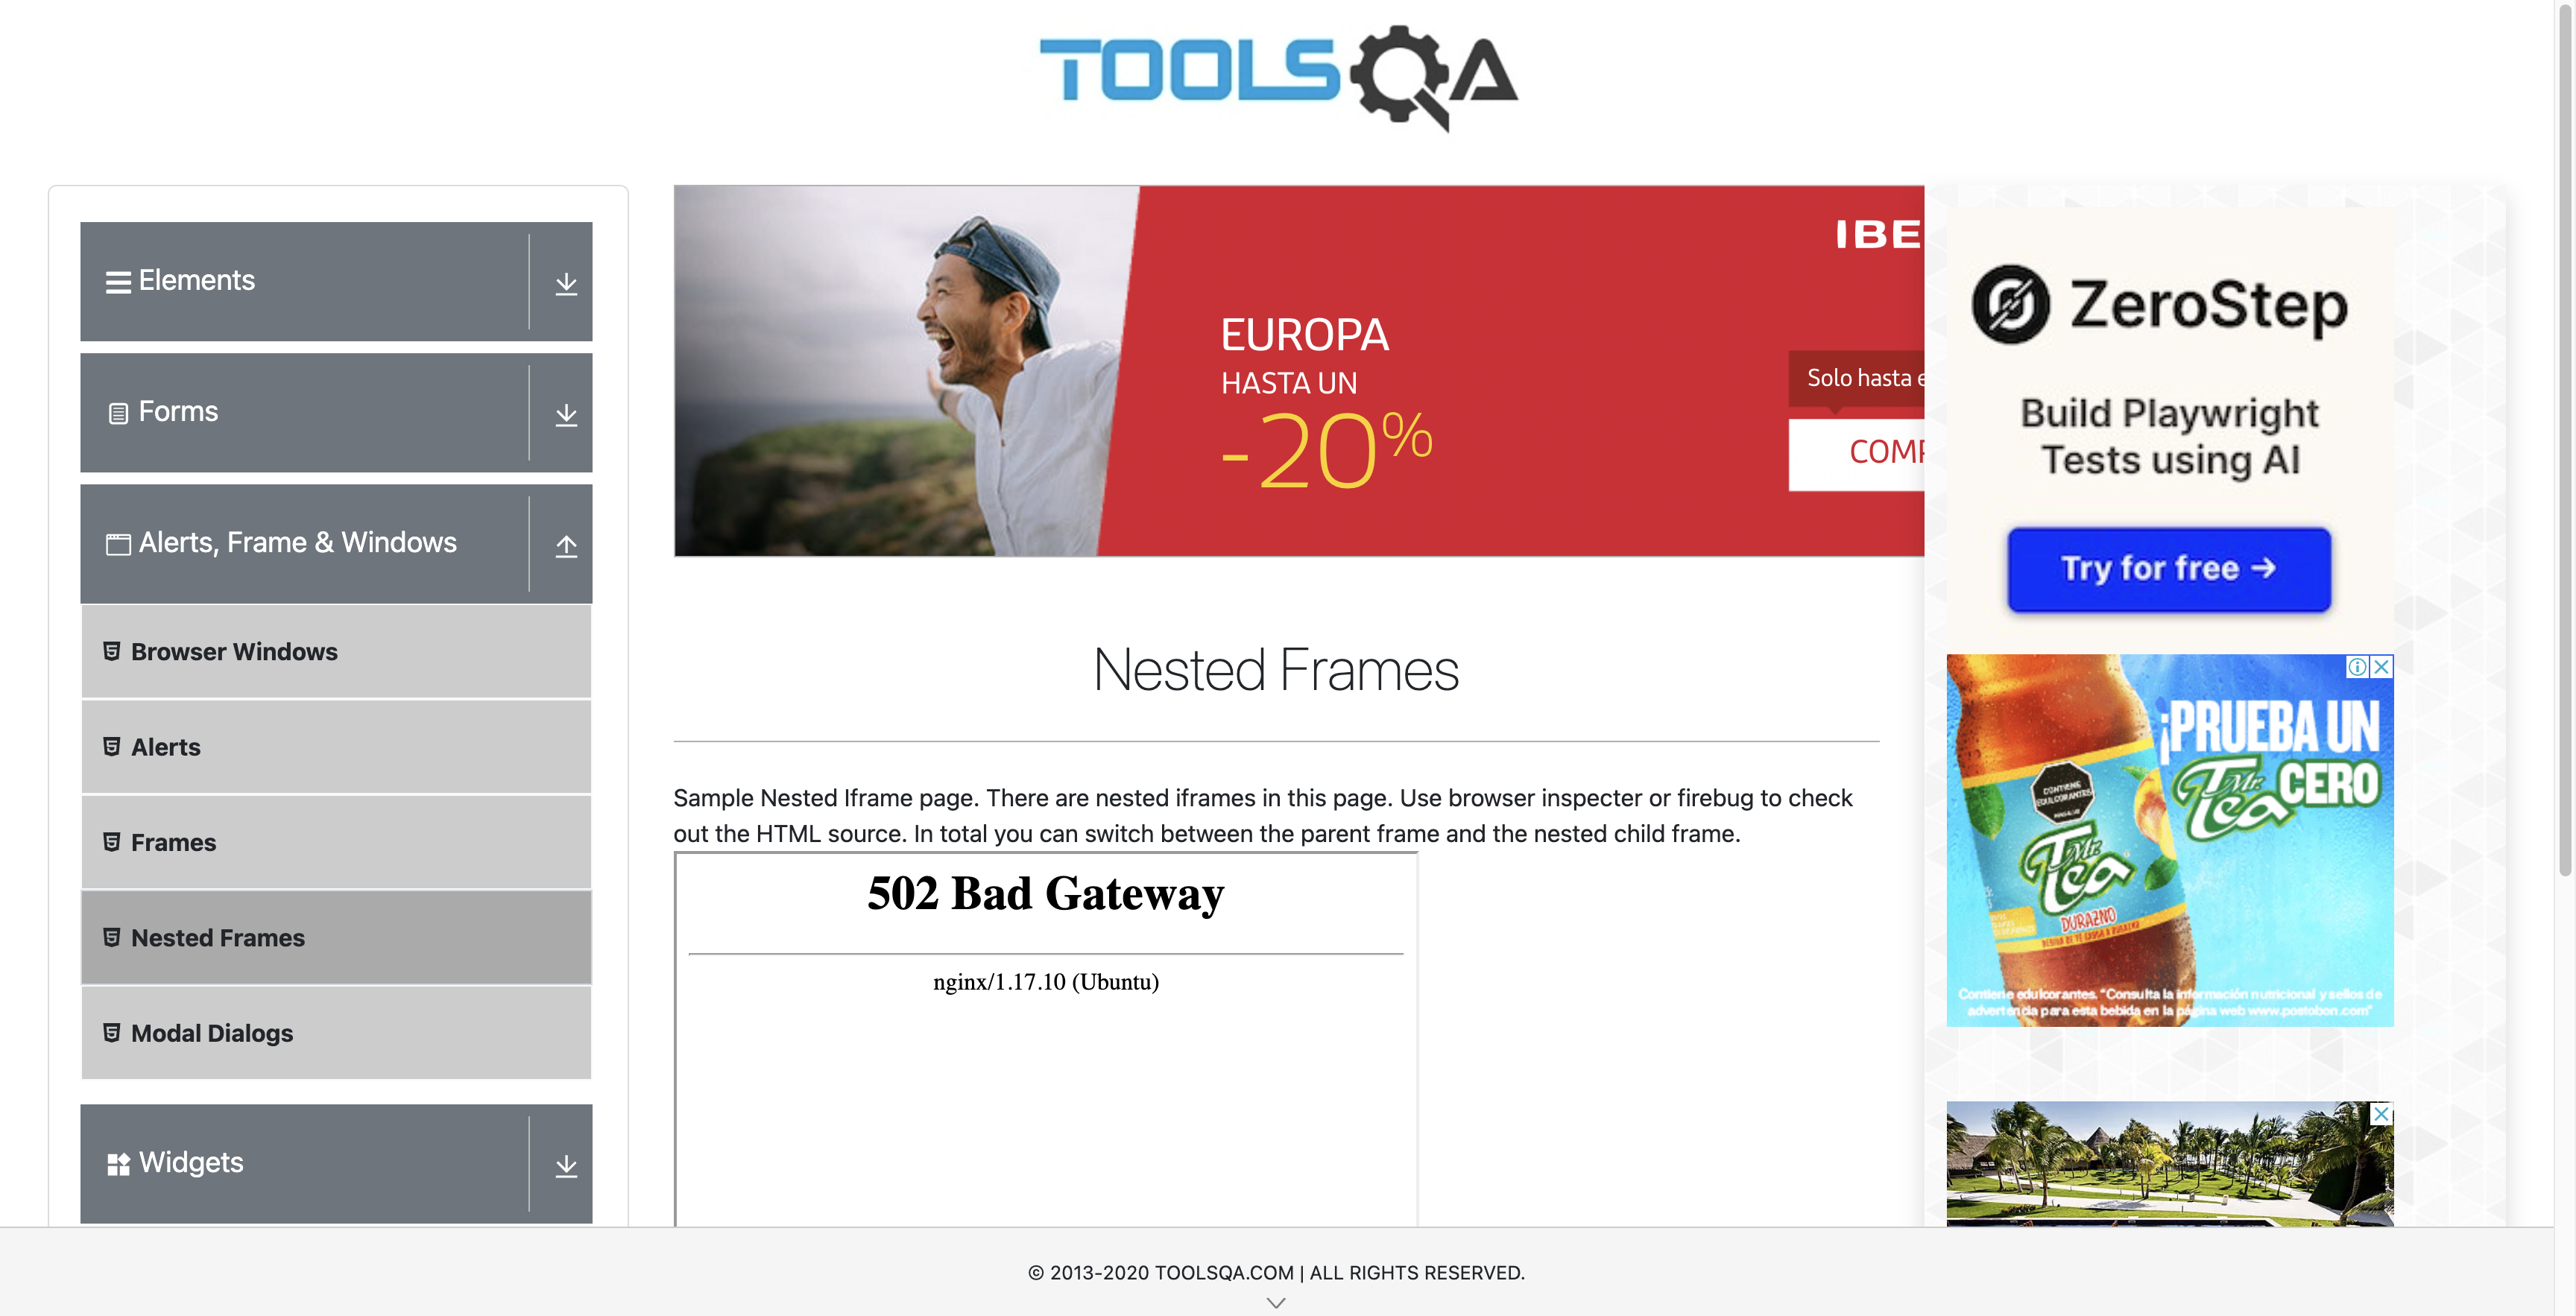 TOOLSQA
Elements
Forms
Alerts, Frame & Windows
Browser Windows
Alerts
Frames
Nested Frames
Modal Dialogs
Widgets
IBE
EUROPA
HASTA UN
-20%
Solo hasta e
COMP
Nested Frames
Sample Nested Iframe page. There are nested iframes in this page. Use browser inspecter or firebug to check
out the HTML source. In total you can switch between the parent frame and the nested child frame.
502 Bad Gateway
nginx/1.17.10 (Ubuntu)
ZeroStep
Build Playwright
Tests using AI
Try for free →
¡PRUEBA UN
Mr. Tea CERO
CONTIENE
EDULCORANTES
Mr.
Tea
DURAZNO
Contiene edulcorantes. "Consulta la información nutricional y sellos de
advertencia para esta bebida en la página web www.postobon.com"
© 2013-2020 TOOLSQA.COM | ALL RIGHTS RESERVED.